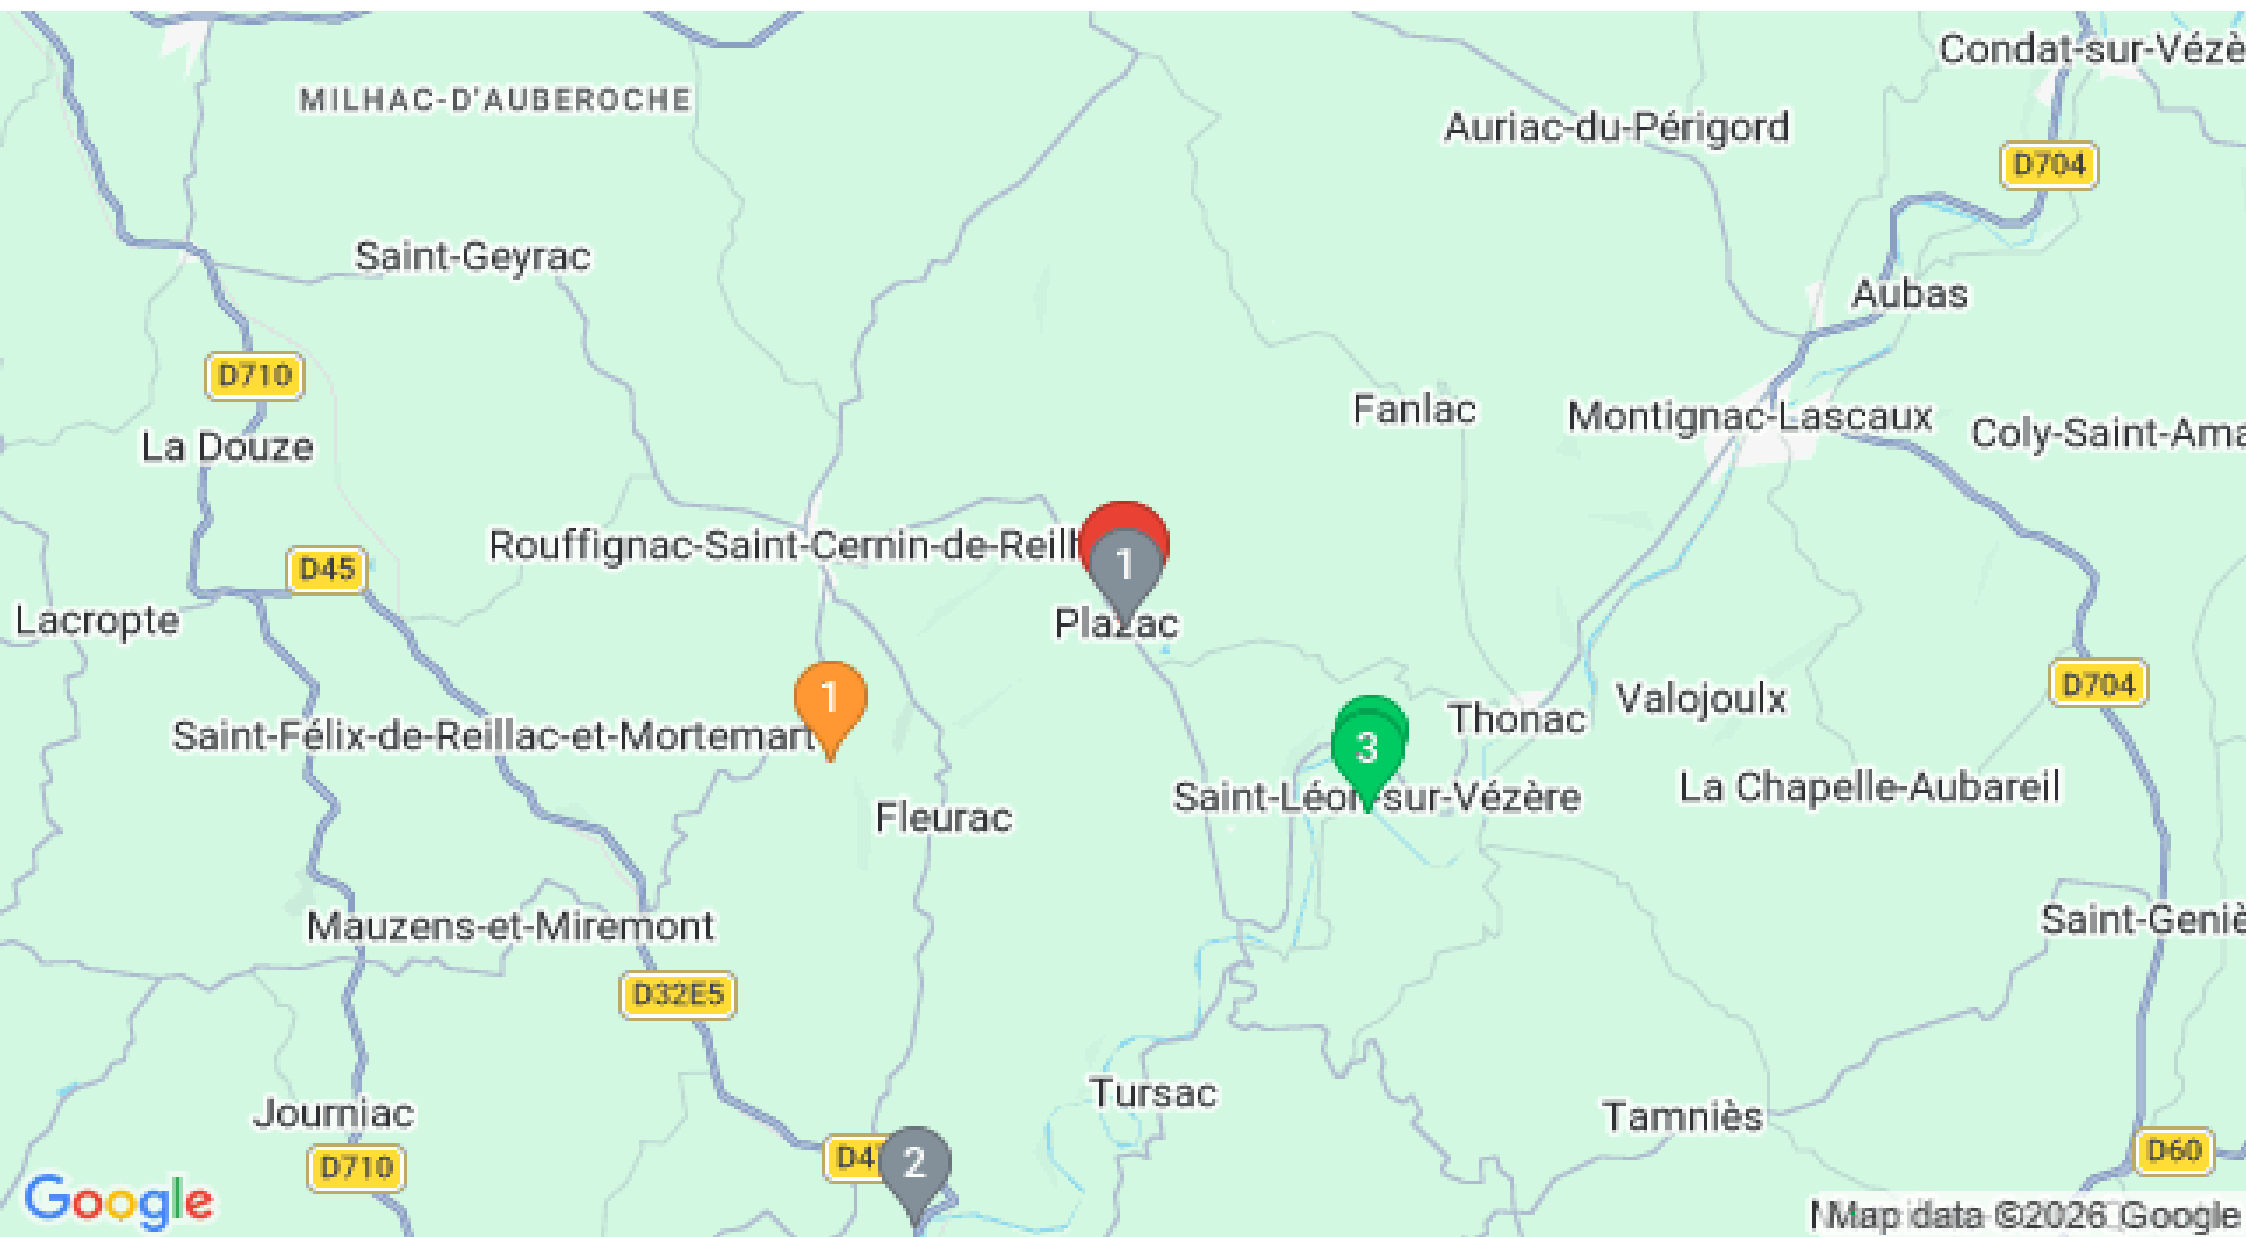 Condat-sur-Vézè
MILHAC-D'AUBEROCHE
Auriac-du-Périgord
D704
Saint-Geyrac
Aubas
D710
Fanlac
Montignac-Lascaux
La Douze
Coly-Saint-Ama
Rouffignac-Saint-Cernin-de-Reilh
1
D45
Lacropte
Plazac
1
D704
Valojoulx
Thonac
Saint-Félix-de-Reillac-et-Mortemart
3
La Chapelle-Aubareil
Saint-Léon-sur-Vézère
Fleurac
Saint-Geniè
Mauzens-et-Miremont
D32E5
Tursac
Journiac
Tamniès
D60
D47
2
D710
Google
Map data ©2026 Google